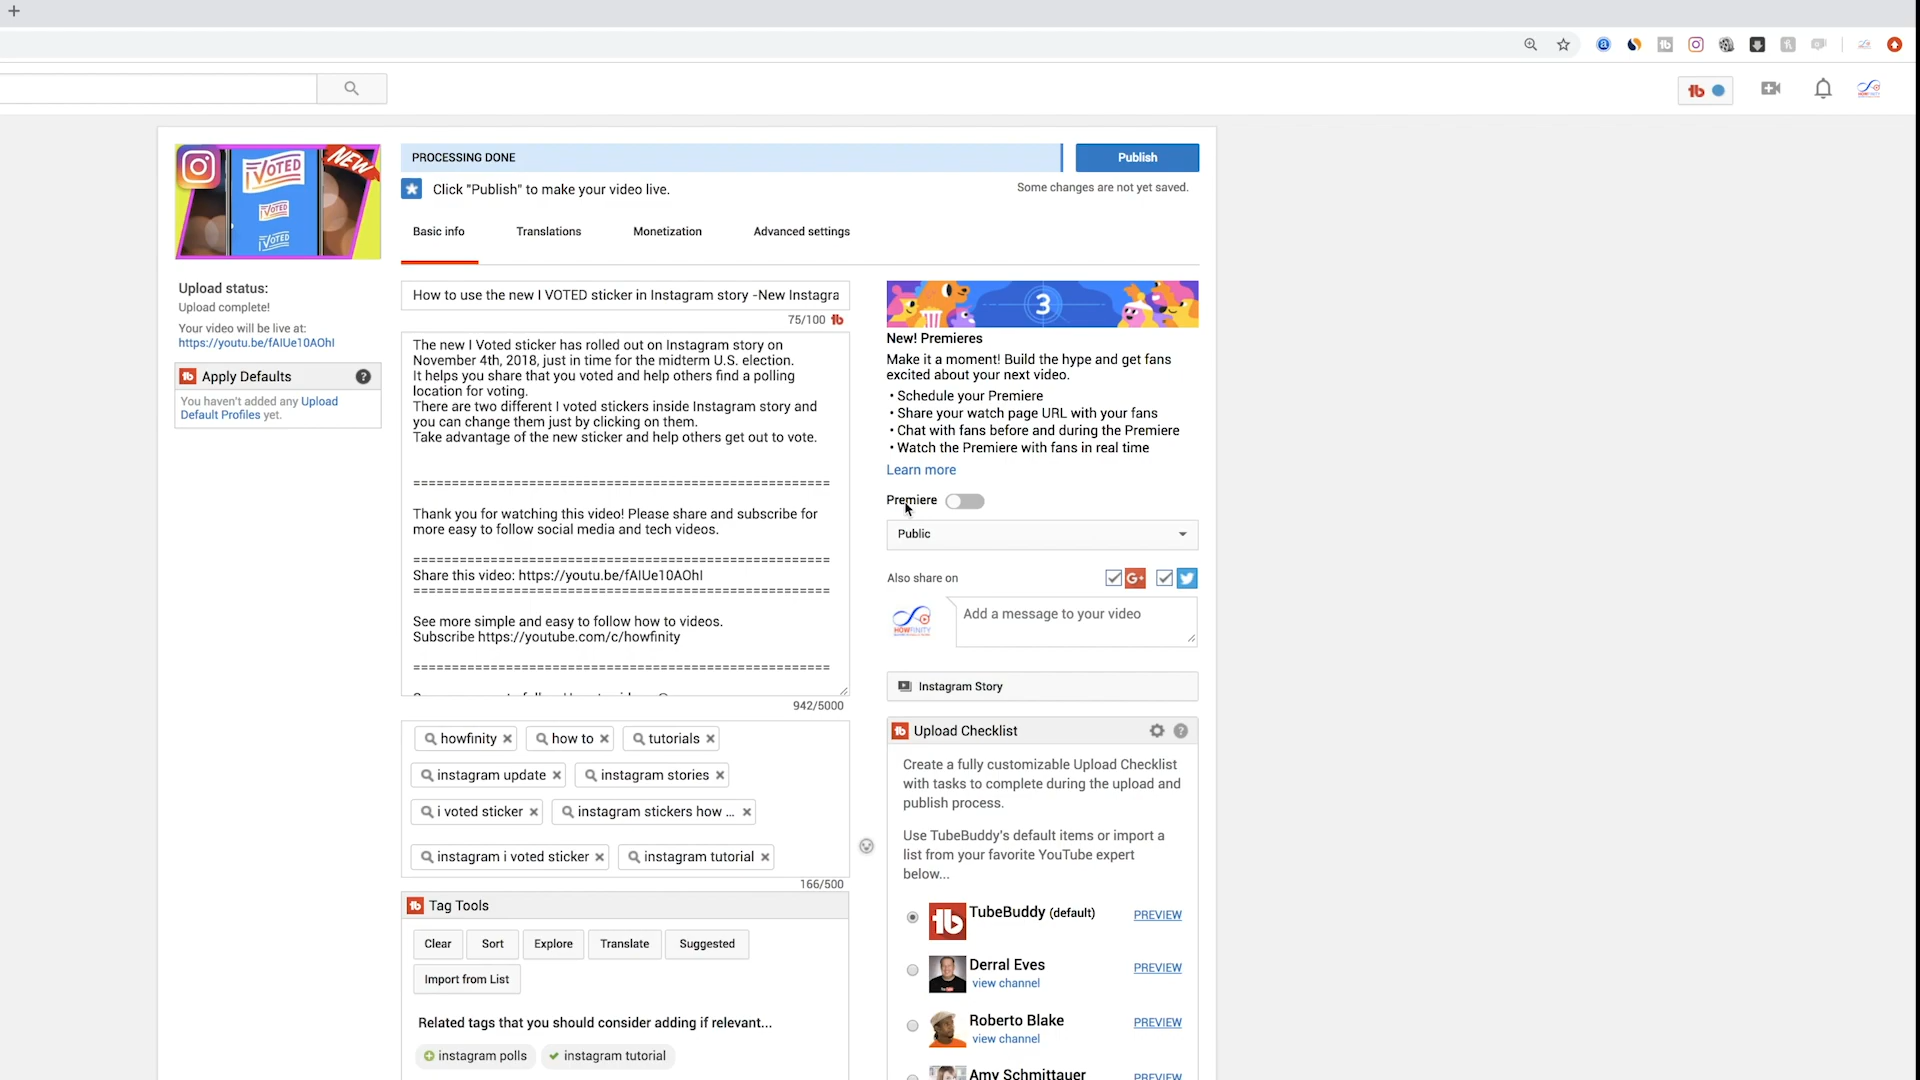 VOTED
NEW
VOTED
VOTED
PROCESSING DONE
Publish
Click "Publish" to make your video live.
Some changes are not yet saved.
Basic info
Translations
Monetization
Advanced settings
Upload status:
Upload complete!
Your video will be live at:
https://youtu.be/fAIUe10AOhI
Apply Defaults
You haven't added any Upload
Default Profiles yet.
How to use the new I VOTED sticker in Instagram story -New Instagra
75/100
The new I Voted sticker has rolled out on Instagram story on
November 4th, 2018, just in time for the midterm U.S. election.
It helps you share that you voted and help others find a polling
location for voting.
There are two different I voted stickers inside Instagram story and
you can change them just by clicking on them.
Take advantage of the new sticker and help others get out to vote.
======================================================
Thank you for watching this video! Please share and subscribe for
more easy to follow social media and tech videos.
======================================================
Share this video: https://youtu.be/fAIUe10AOhI
======================================================
See more simple and easy to follow how to videos.
Subscribe https://youtube.com/c/howfinity
======================================================
942/5000
howfinity
how to
tutorials
instagram update
instagram stories
i voted sticker
instagram stickers how ...
instagram i voted sticker
instagram tutorial
166/500
Tag Tools
Clear
Sort
Explore
Translate
Suggested
Import from List
Related tags that you should consider adding if relevant...
instagram polls
instagram tutorial
3
New! Premieres
Make it a moment! Build the hype and get fans
excited about your next video.
• Schedule your Premiere
• Share your watch page URL with your fans
• Chat with fans before and during the Premiere
• Watch the Premiere with fans in real time
Learn more
Premiere
Public
Also share on
G+
HOWFINITY
Add a message to your video
Instagram Story
Upload Checklist
Create a fully customizable Upload Checklist
with tasks to complete during the upload and
publish process.
Use TubeBuddy's default items or import a
list from your favorite YouTube expert
below...
TubeBuddy (default)
PREVIEW
Derral Eves
view channel
PREVIEW
Roberto Blake
view channel
PREVIEW
Amy Schmittauer
PREVIEW